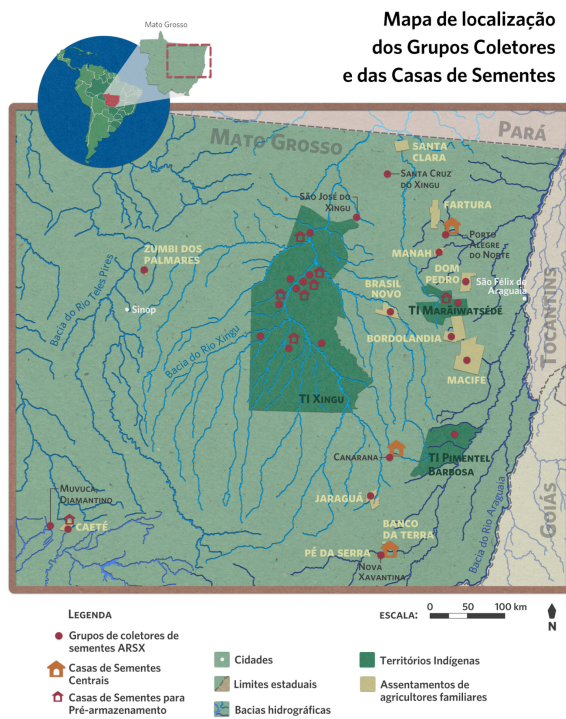 Mapa de localização
dos Grupos Coletores
e das Casas de Sementes
Mato Grosso
MATO GROSSO
PARÁ
SANTA
CLARA
SANTA CRUZ
DO XINGU
SÃO JOSÉ DO
XINGU
FARTURA
PORTO
ALEGRE
DO NORTE
ZUMBI DOS
PALMARES
MANAH
DOM
PEDRO
São Félix do
Araguaia
BRASIL
NOVO
TI MARÃIWATSÉDÉ
Bacia do Rio Teles Pires
Sinop
TOCANTINS
BORDOLANDIA
Bacia do Rio Xingu
MACIFE
TI XINGU
CANARANA
TI PIMENTEL
BARBOSA
MUVUCA,
DIAMANTINO
JARAGUÁ
CAETÉ
BANCO
DA TERRA
PÉ DA SERRA
NOVA
XAVANTINA
Bacia do Rio Araguaia
GOIÁS
LEGENDA
ESCALA: 0 50 100 km
N
Grupos de coletores de
sementes ARSX
Casas de Sementes
Centrais
Casas de Sementes para
Pré-armazenamento
Cidades
Limites estaduais
Bacias hidrográficas
Territórios Indígenas
Assentamentos de
agricultores familiares